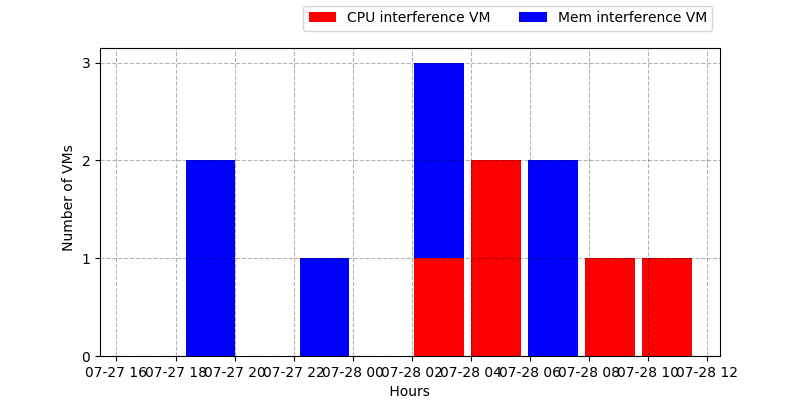 CPU interference VM Mem interference VM
3
2
1
0
Number of VMs
07-27 16 07-27 18 07-27 20 07-27 22 07-28 00 07-28 02 07-28 04 07-28 06 07-28 08 07-28 10 07-28 12
Hours